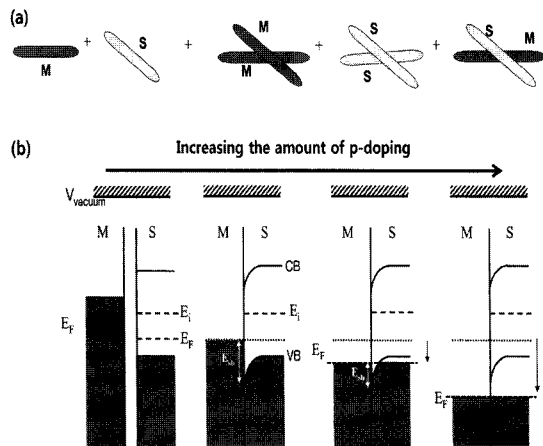 (a)
M + S + M M + S S + S M
(b)
Increasing the amount of p-doping
Vvacuum
M S M S M S M S
CB
Ei Ei
EF EF
VB
EF EF